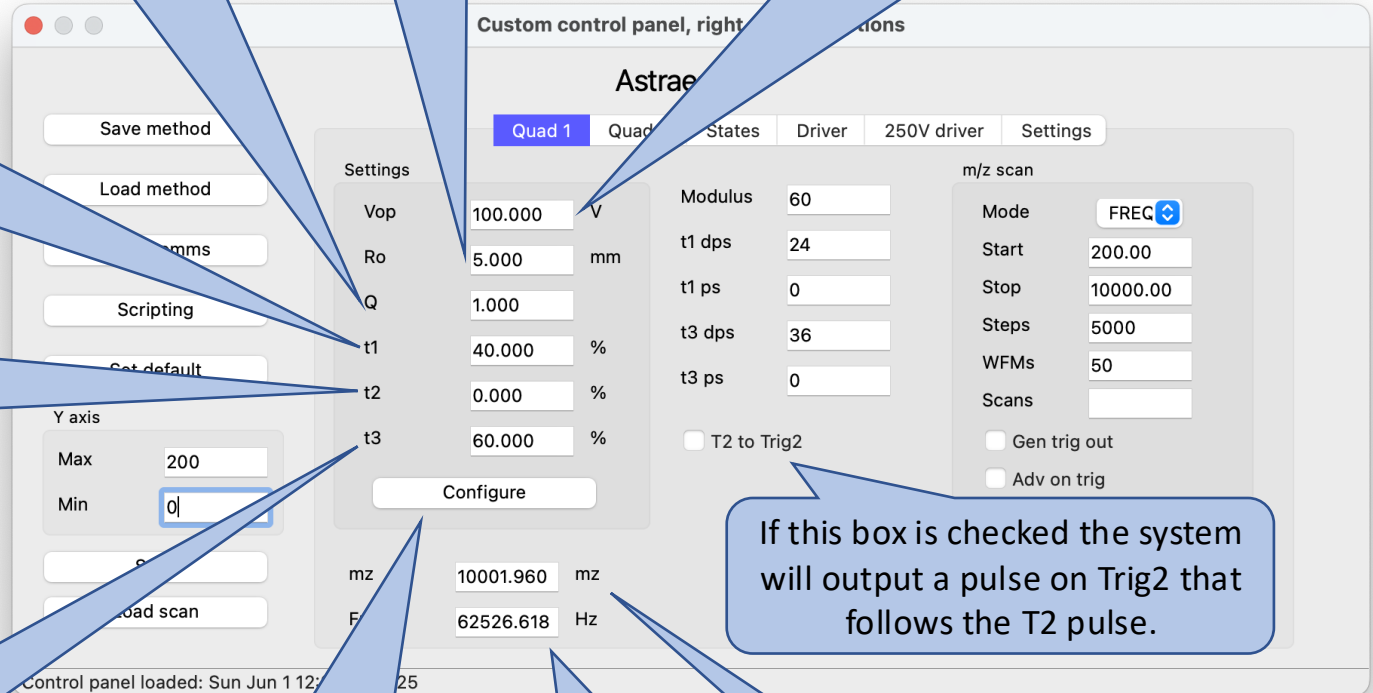 Custom control panel, right
Astrae
Save method
Load method
Scripting
Set default
Y axis
Max 200
Min 0
Quad 1 Quad States Driver 250V driver Settings
Settings
Vop 100.000 V
Ro 5.000 mm
Q 1.000
t1 40.000 %
t2 0.000 %
t3 60.000 %
Configure
mz 10001.960 mz
62526.618 Hz
Modulus 60
t1 dps 24
t1 ps 0
t3 dps 36
t3 ps 0
T2 to Trig2
m/z scan
Mode FREQ
Start 200.00
Stop 10000.00
Steps 5000
WFMs 50
Scans
Gen trig out
Adv on trig
If this box is checked the system
will output a pulse on Trig2 that
follows the T2 pulse.
scan
Control panel loaded: Sun Jun 1 12: 25